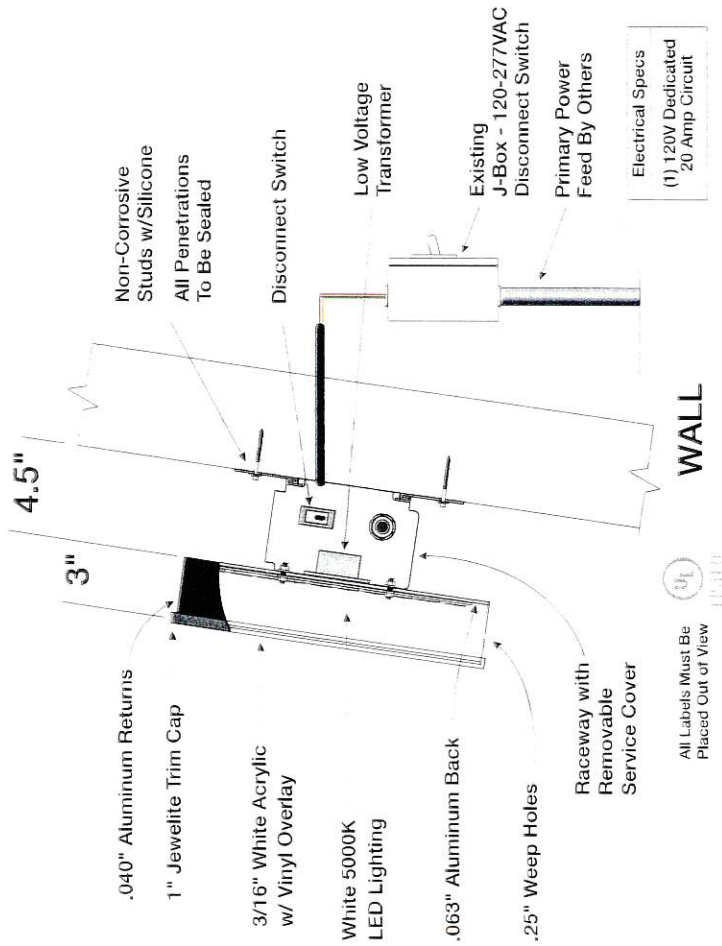 4.5"
3"
.040" Aluminum Returns
1" Jewelite Trim Cap
3/16" White Acrylic
w/ Vinyl Overlay
White 5000K
LED Lighting
.063" Aluminum Back
.25" Weep Holes
Non-Corrosive
Studs w/Silicone
All Penetrations
To Be Sealed
Disconnect Switch
Low Voltage
Transformer
Existing
J-Box - 120-277VAC
Disconnect Switch
Primary Power
Feed By Others
Raceway with
Removable
Service Cover
WALL
All Labels Must Be
Placed Out of View
UL
Electrical Specs
(1) 120V Dedicated
20 Amp Circuit